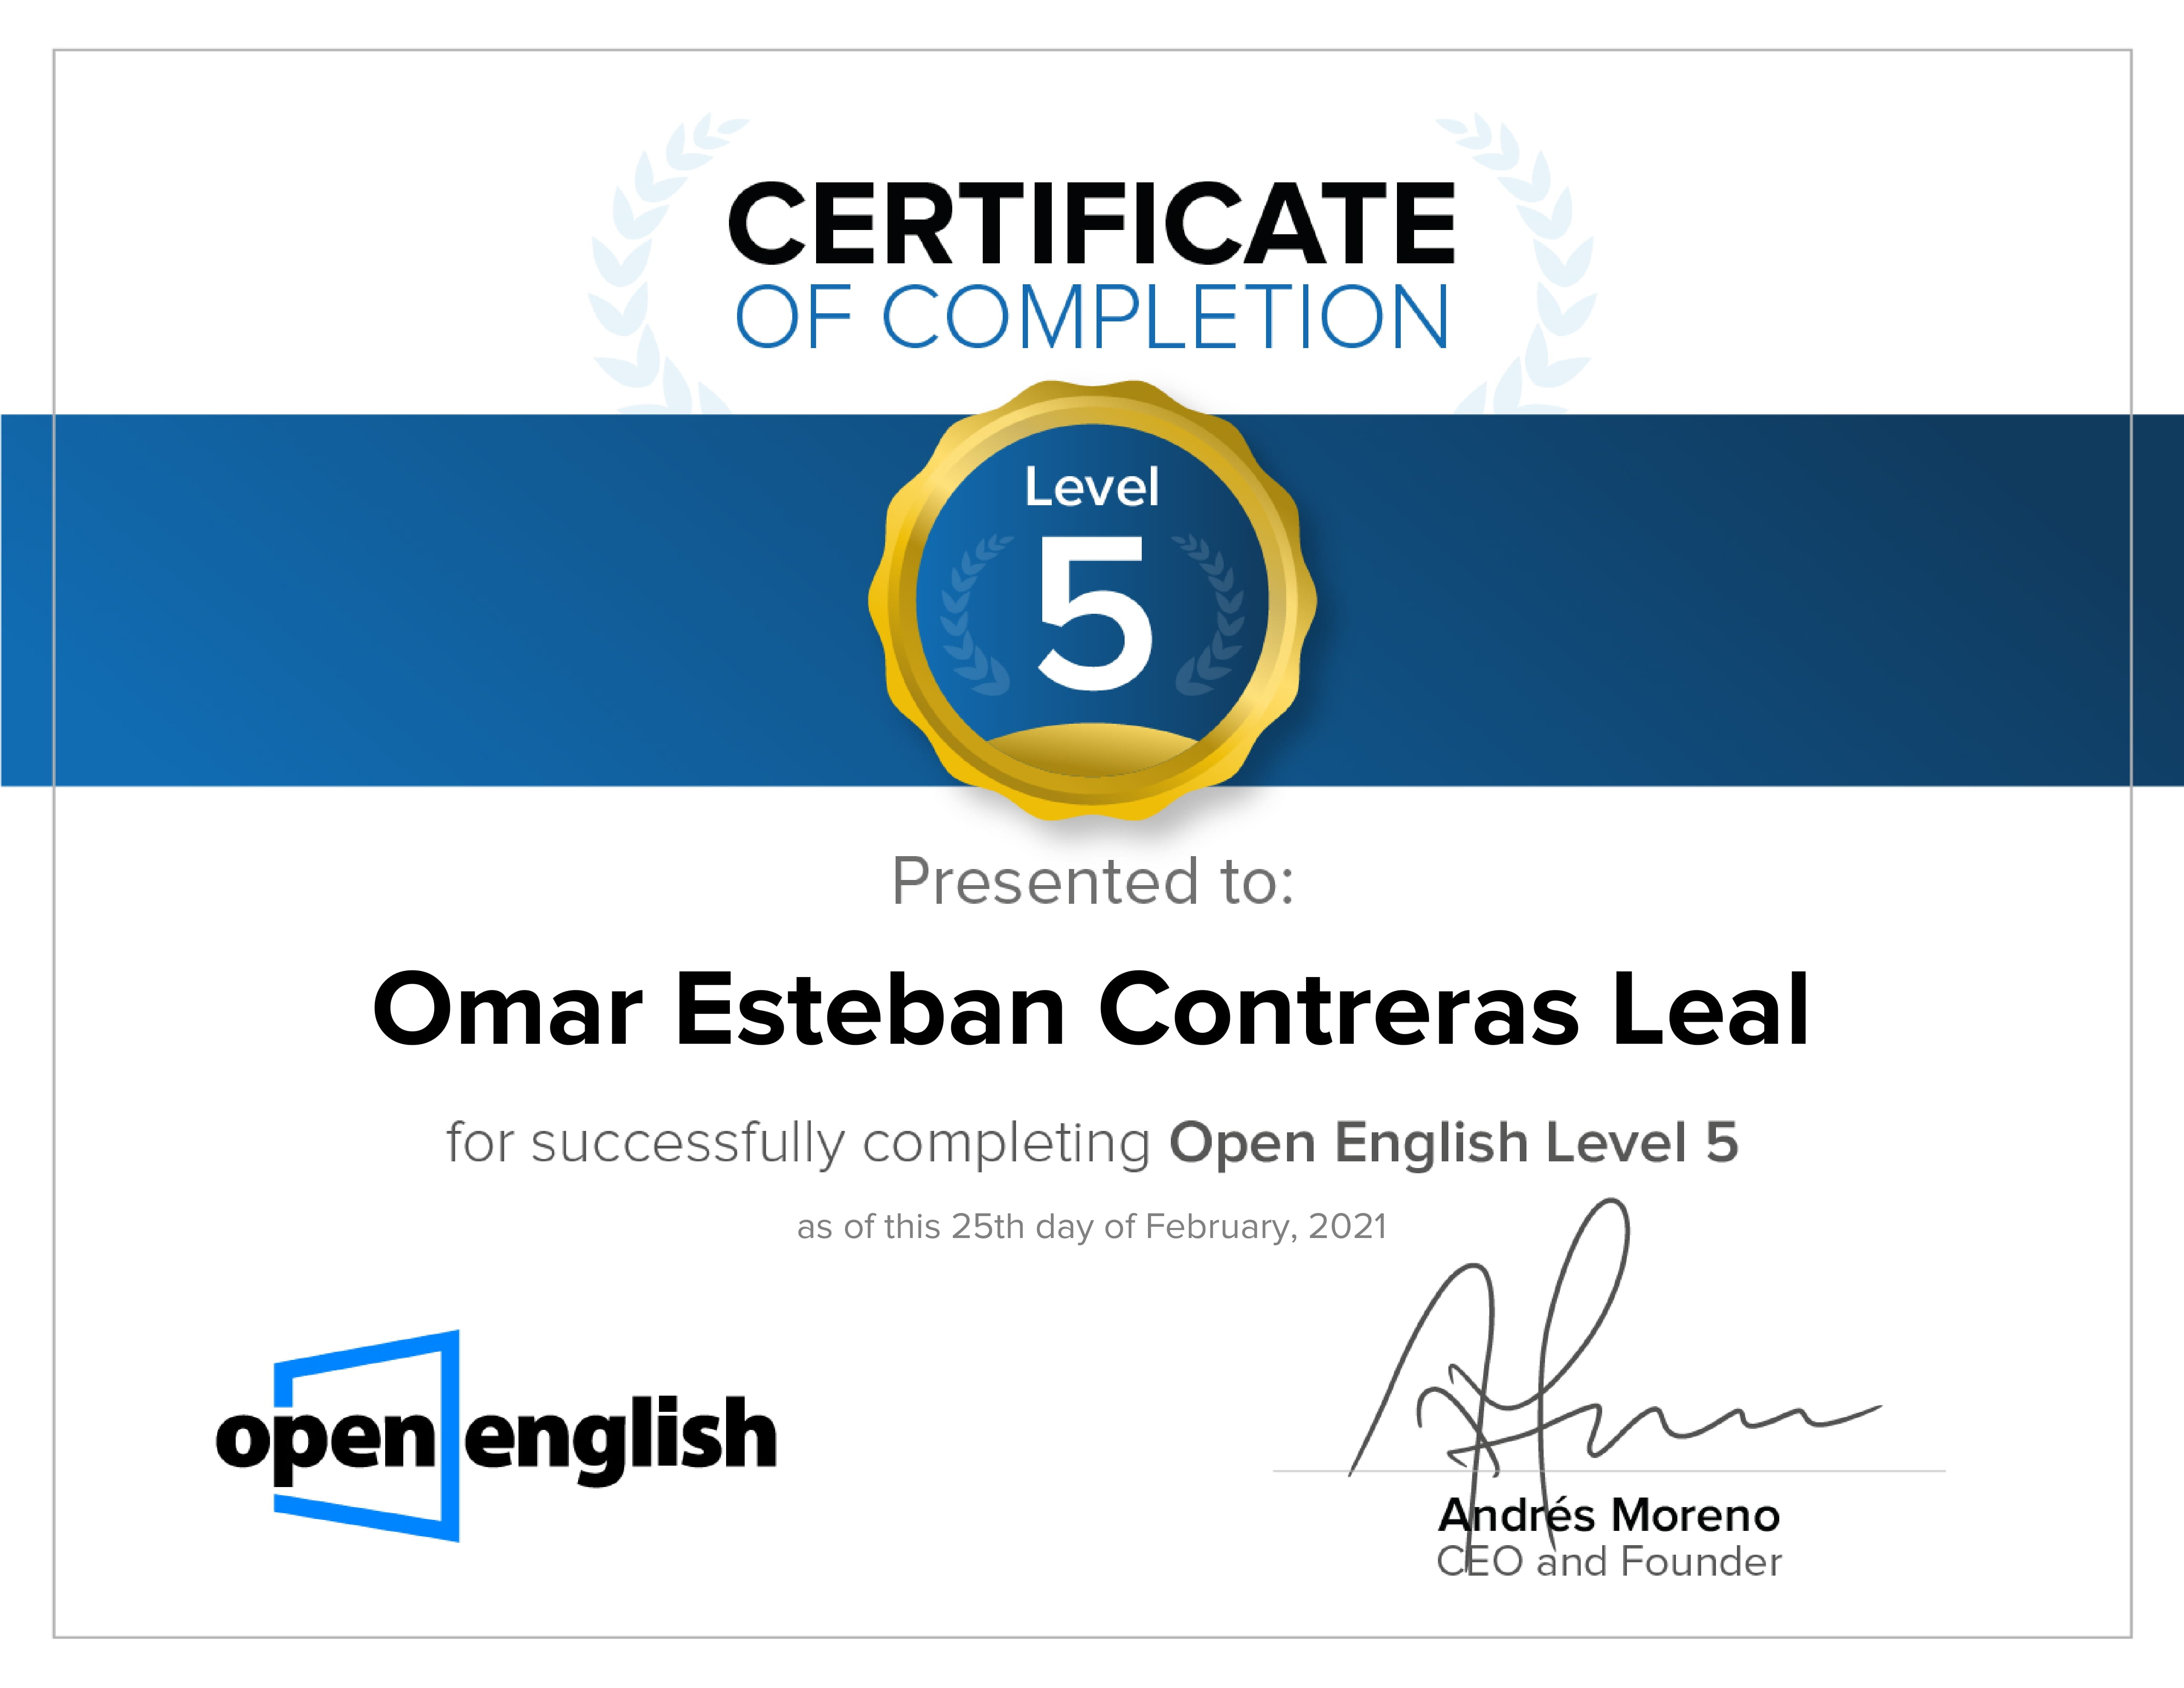 CERTIFICATE
OF COMPLETION
Level
5
Presented to:
Omar Esteban Contreras Leal
for successfully completing Open English Level 5
as of this 25th day of February, 2021
open english
Andrés Moreno
CEO and Founder